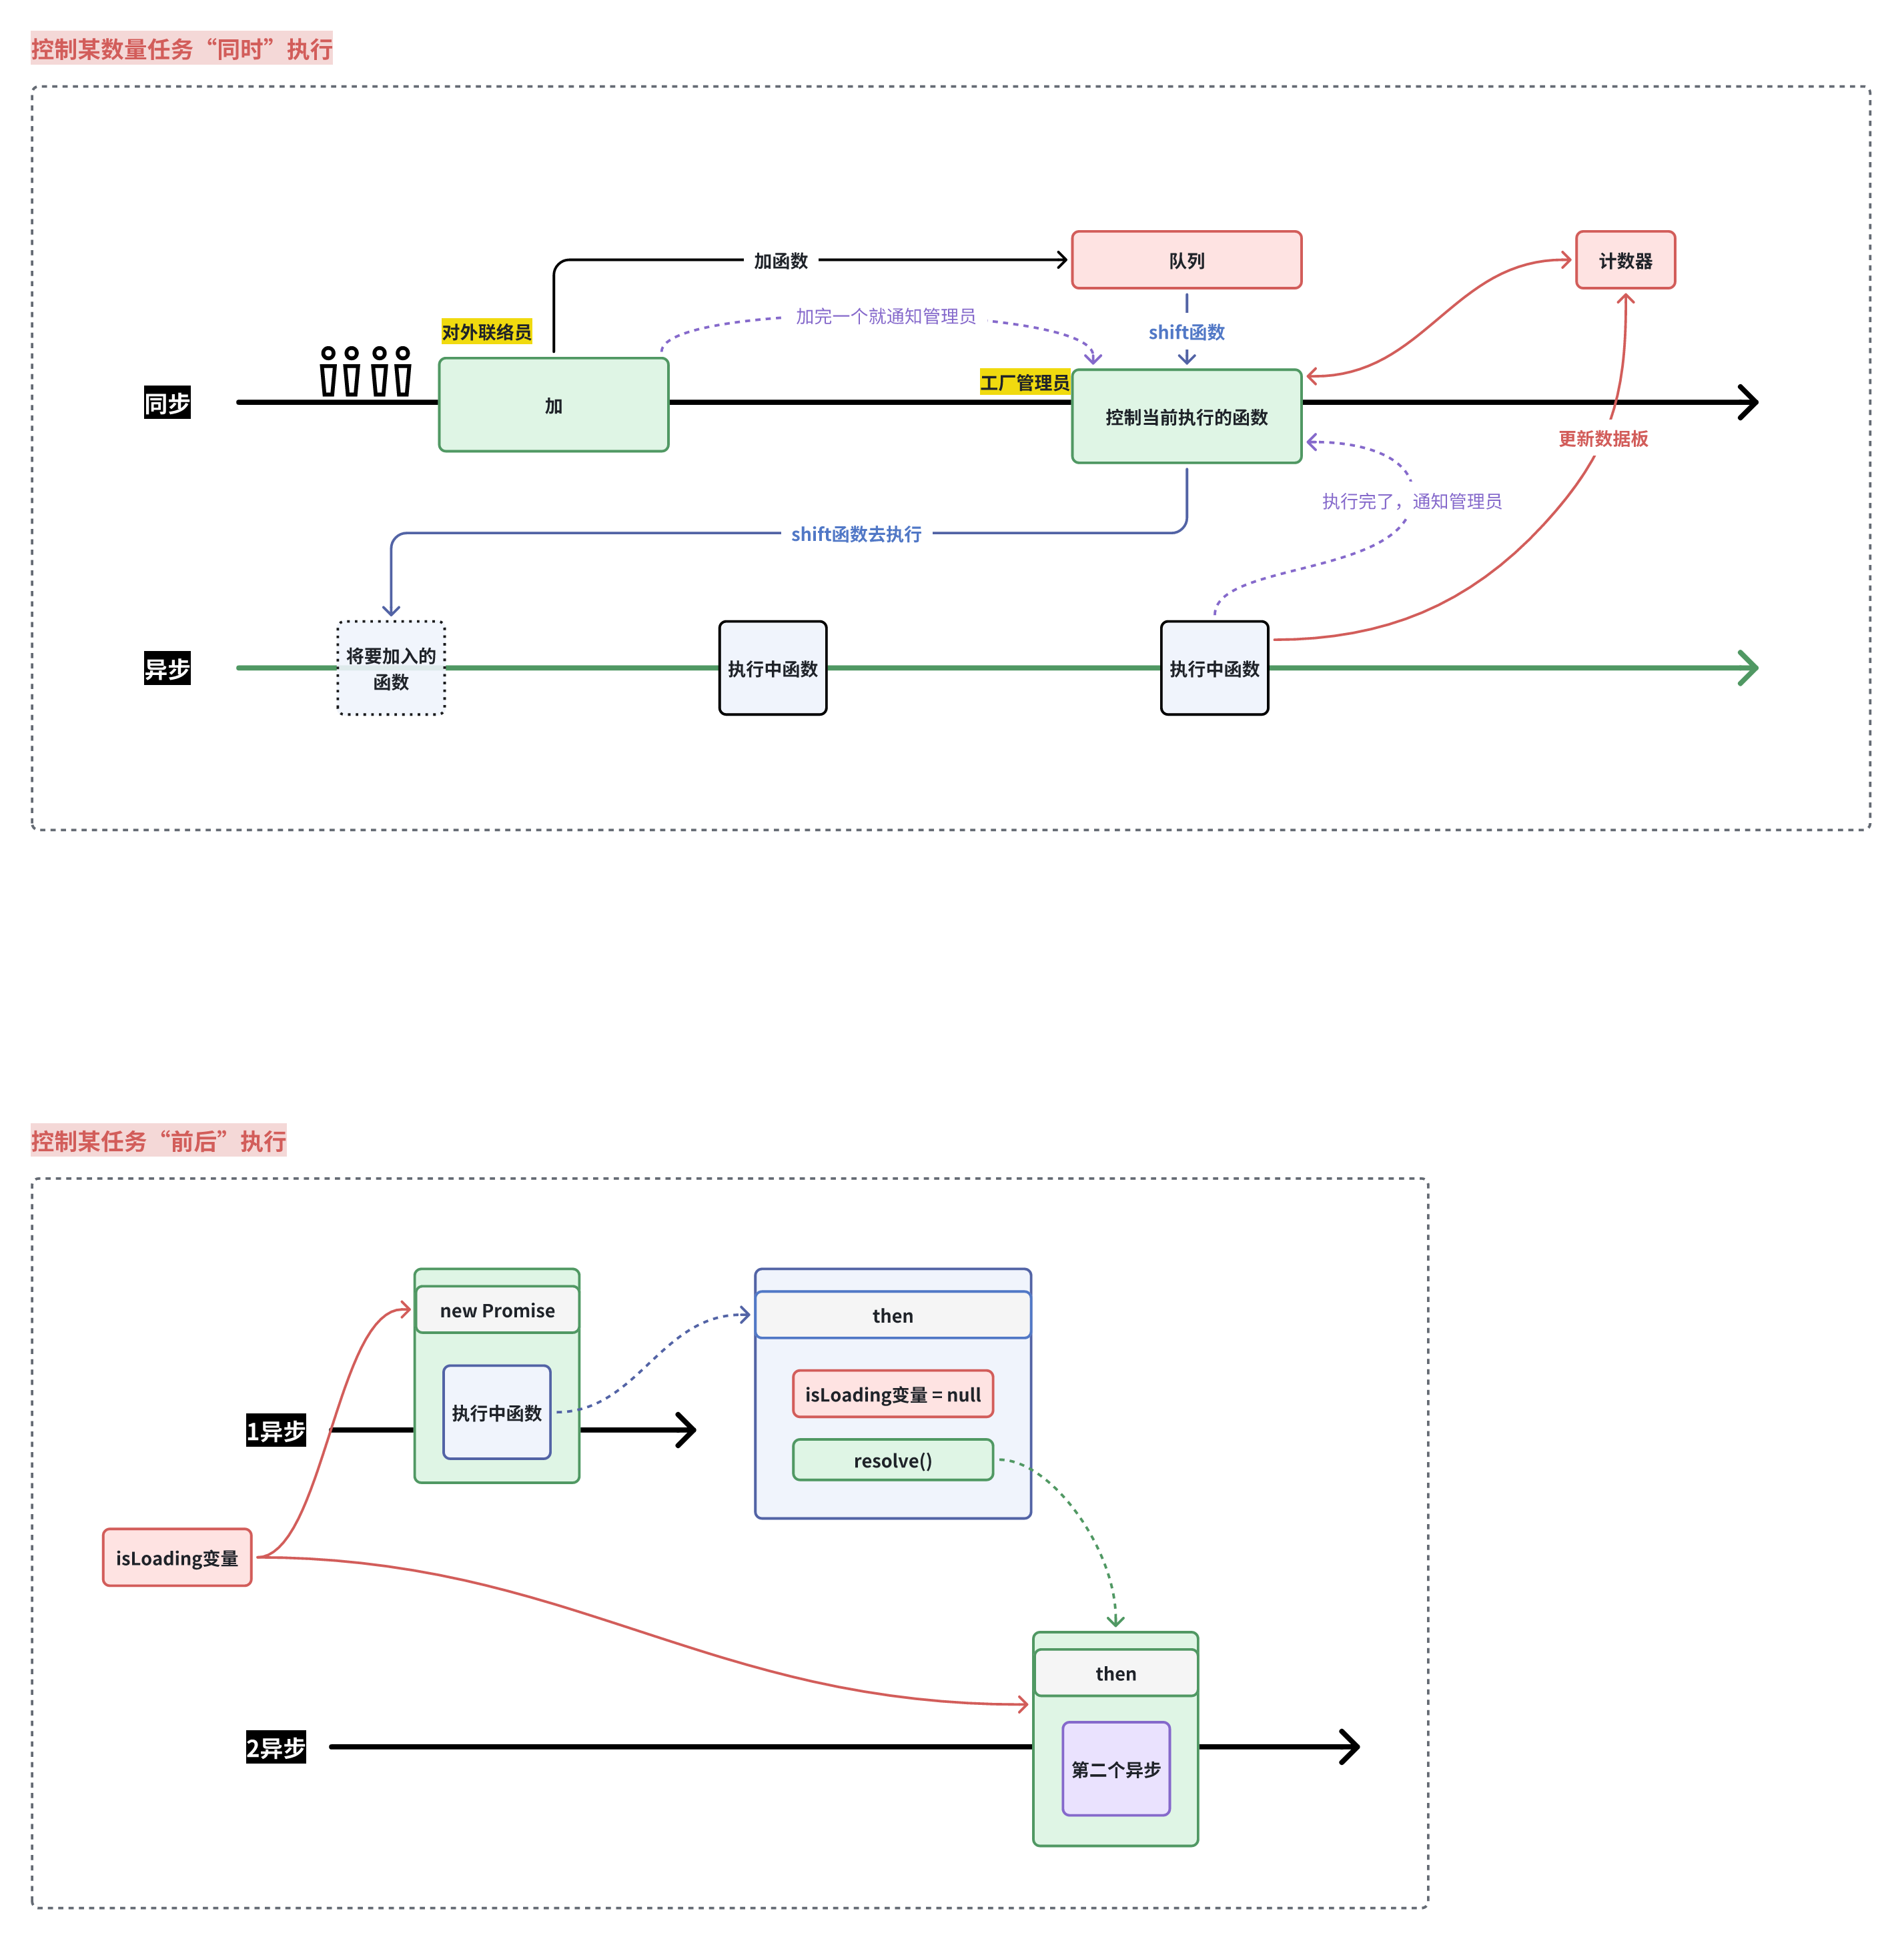 控制某数量任务“同时”执行
加函数
队列
计数器
加完一个就通知管理员
对外联络员
shift函数
工厂管理员
同步
加
控制当前执行的函数
更新数据板
执行完了，通知管理员
shift函数去执行
异步
将要加入的
函数
执行中函数
执行中函数
控制某任务“前后”执行
new Promise
then
isLoading变量 = null
执行中函数
1异步
resolve()
isLoading变量
then
2异步
第二个异步